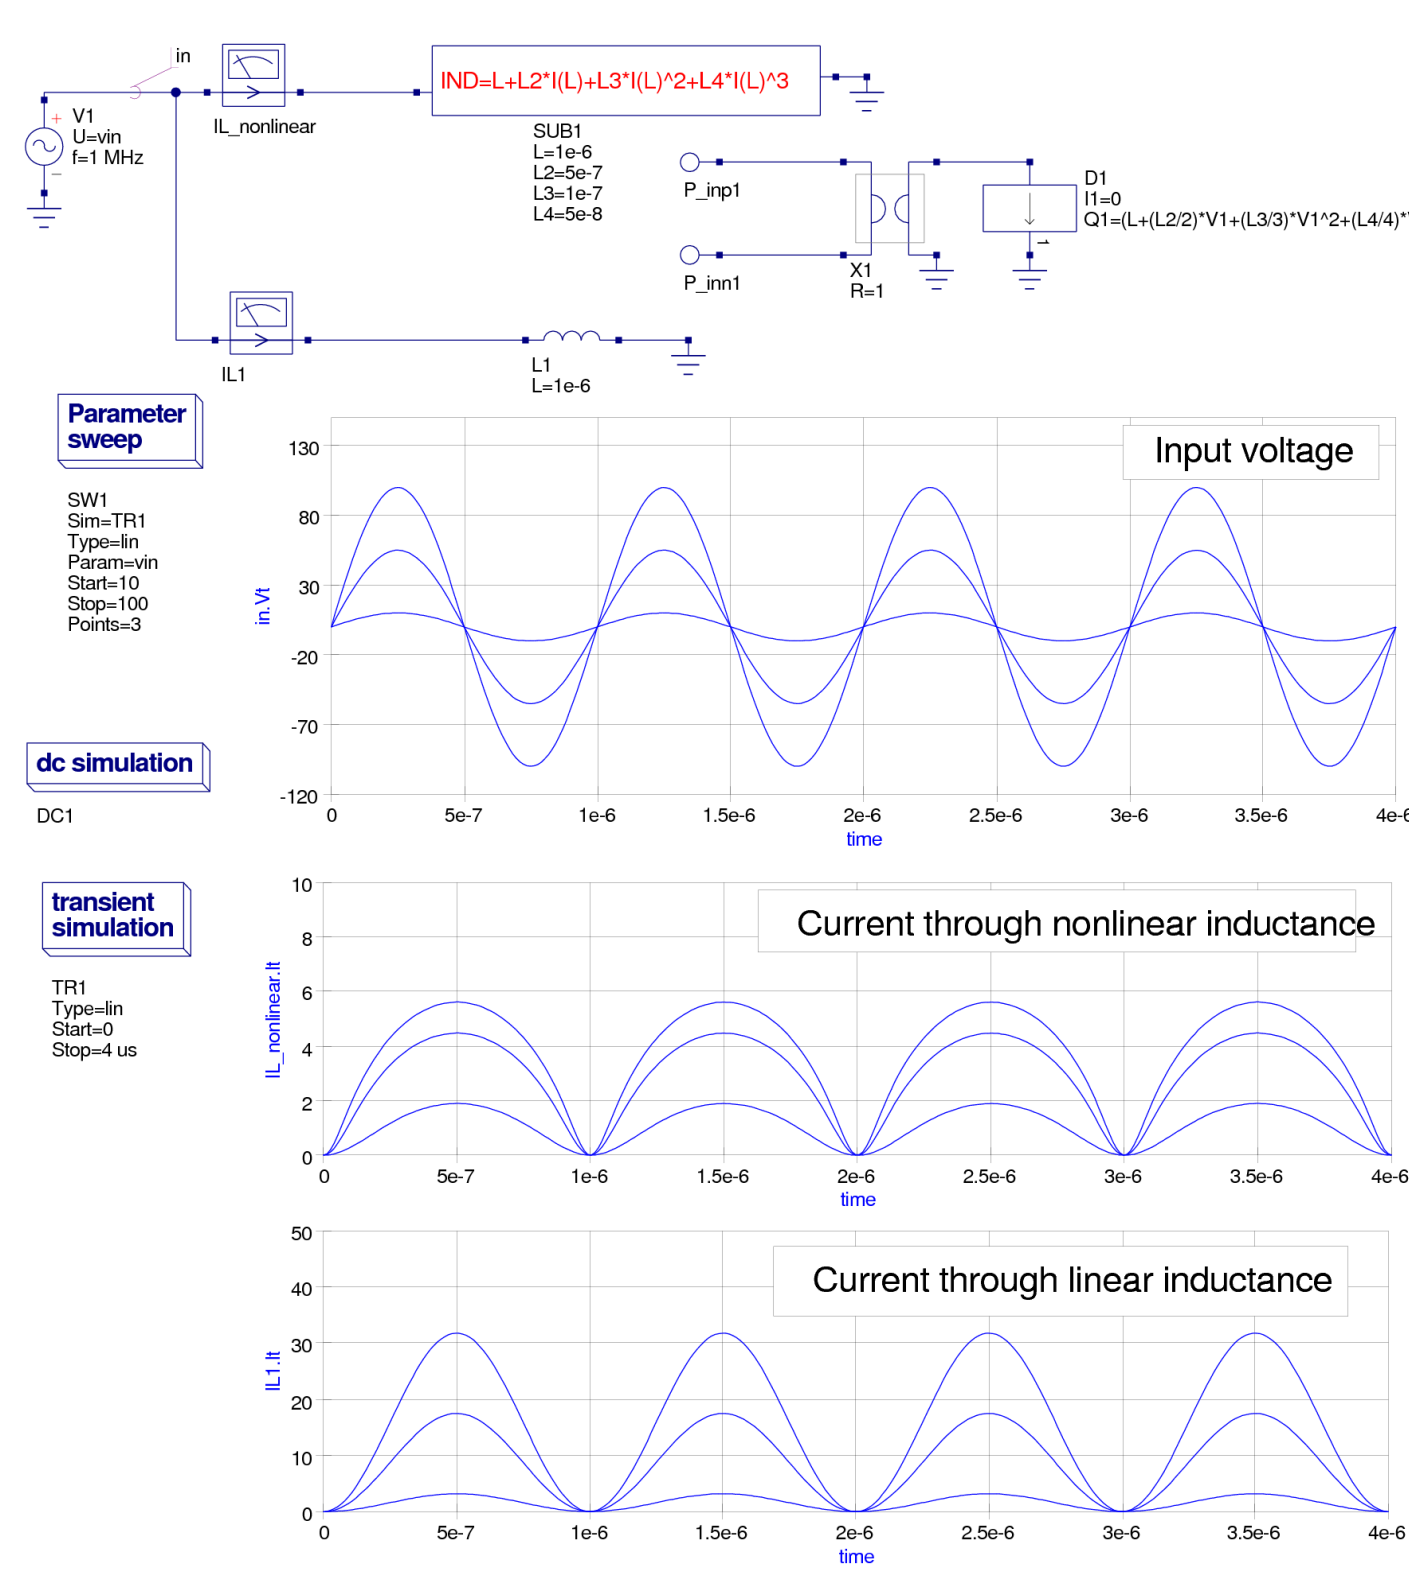 in
IND=L+L2*I(L)+L3*I(L)^2+L4*I(L)^3
IL_nonlinear
+
V1
U=vin
f=1 MHz
−
SUB1
L=1e-6
L2=5e-7
L3=1e-7
L4=5e-8
P_inp1
P_inn1
X1
R=1
D1
I1=0
Q1=(L+(L2/2)*V1+(L3/3)*V1^2+(L4/4)*
1
IL1
L1
L=1e-6
Parameter
sweep
SW1
Sim=TR1
Type=lin
Param=vin
Start=10
Stop=100
Points=3
dc simulation
DC1
transient
simulation
TR1
Type=lin
Start=0
Stop=4 us
Input voltage
130
80
30
-20
-70
-120
in.Vt
0 5e-7 1e-6 1.5e-6 2e-6 2.5e-6 3e-6 3.5e-6 4e-6
time
Current through nonlinear inductance
10
8
6
4
2
0
IL_nonlinear.It
0 5e-7 1e-6 1.5e-6 2e-6 2.5e-6 3e-6 3.5e-6 4e-6
time
Current through linear inductance
50
40
30
20
10
0
IL1.It
0 5e-7 1e-6 1.5e-6 2e-6 2.5e-6 3e-6 3.5e-6 4e-6
time